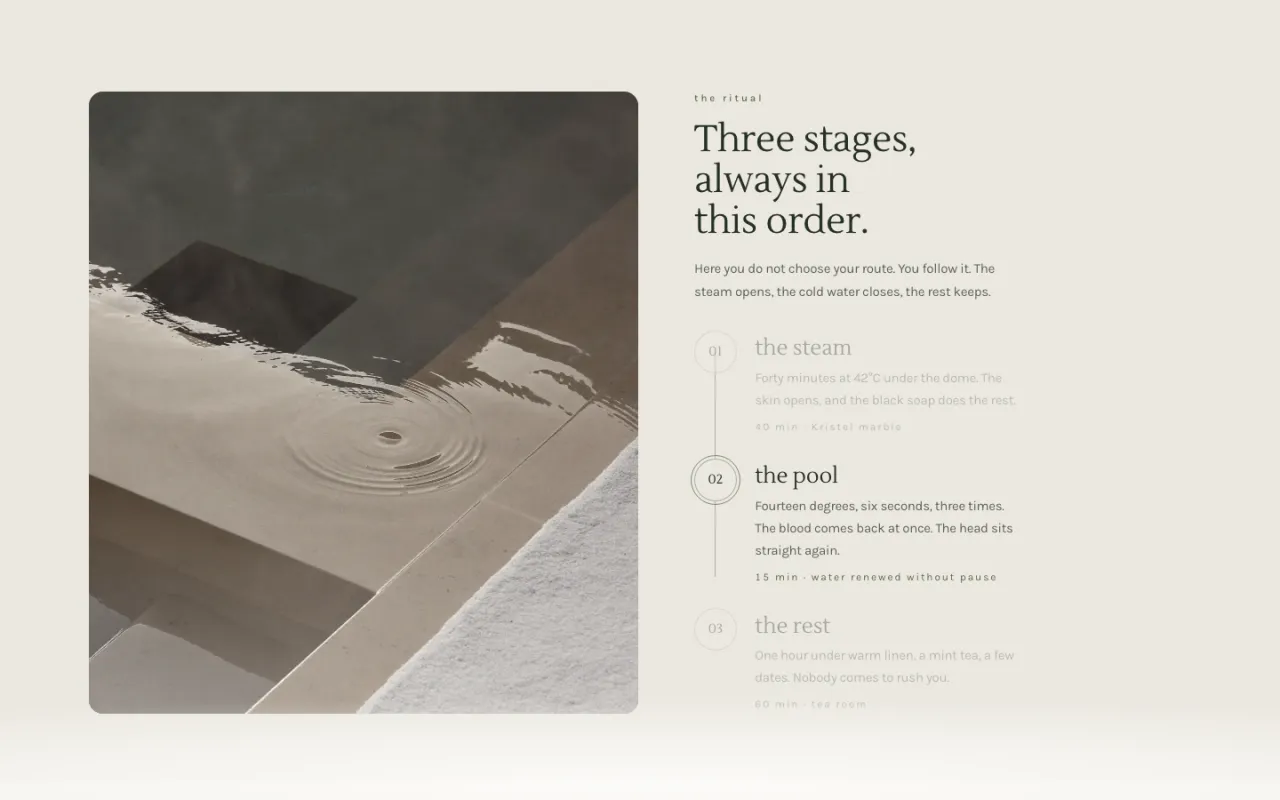 the ritual
Three stages,
always in
this order.
Here you do not choose your route. You follow it. The
steam opens, the cold water closes, the rest keeps.
01
the steam
Forty minutes at 42°C under the dome. The
skin opens, and the black soap does the rest.
40 min · Kristel marble
02
the pool
Fourteen degrees, six seconds, three times.
The blood comes back at once. The head sits
straight again.
15 min · water renewed without pause
03
the rest
One hour under warm linen, a mint tea, a few
dates. Nobody comes to rush you.
60 min · tea room